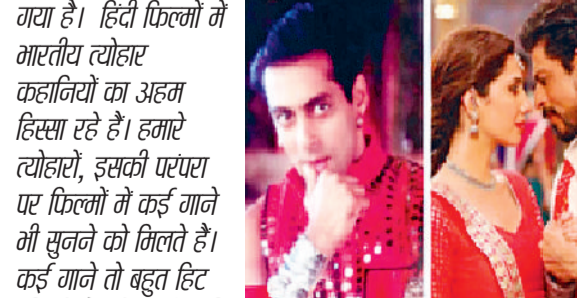 गया है। हिंदी फिल्मों में
भारतीय त्योहार
कहानियों का अहम
हिस्सा रहे हैं। हमारे
त्योहारों, इसकी परंपरा
पर फिल्मों में कई गाने
भी सुनने को मिलते हैं।
कई गाने तो बहुत हिट